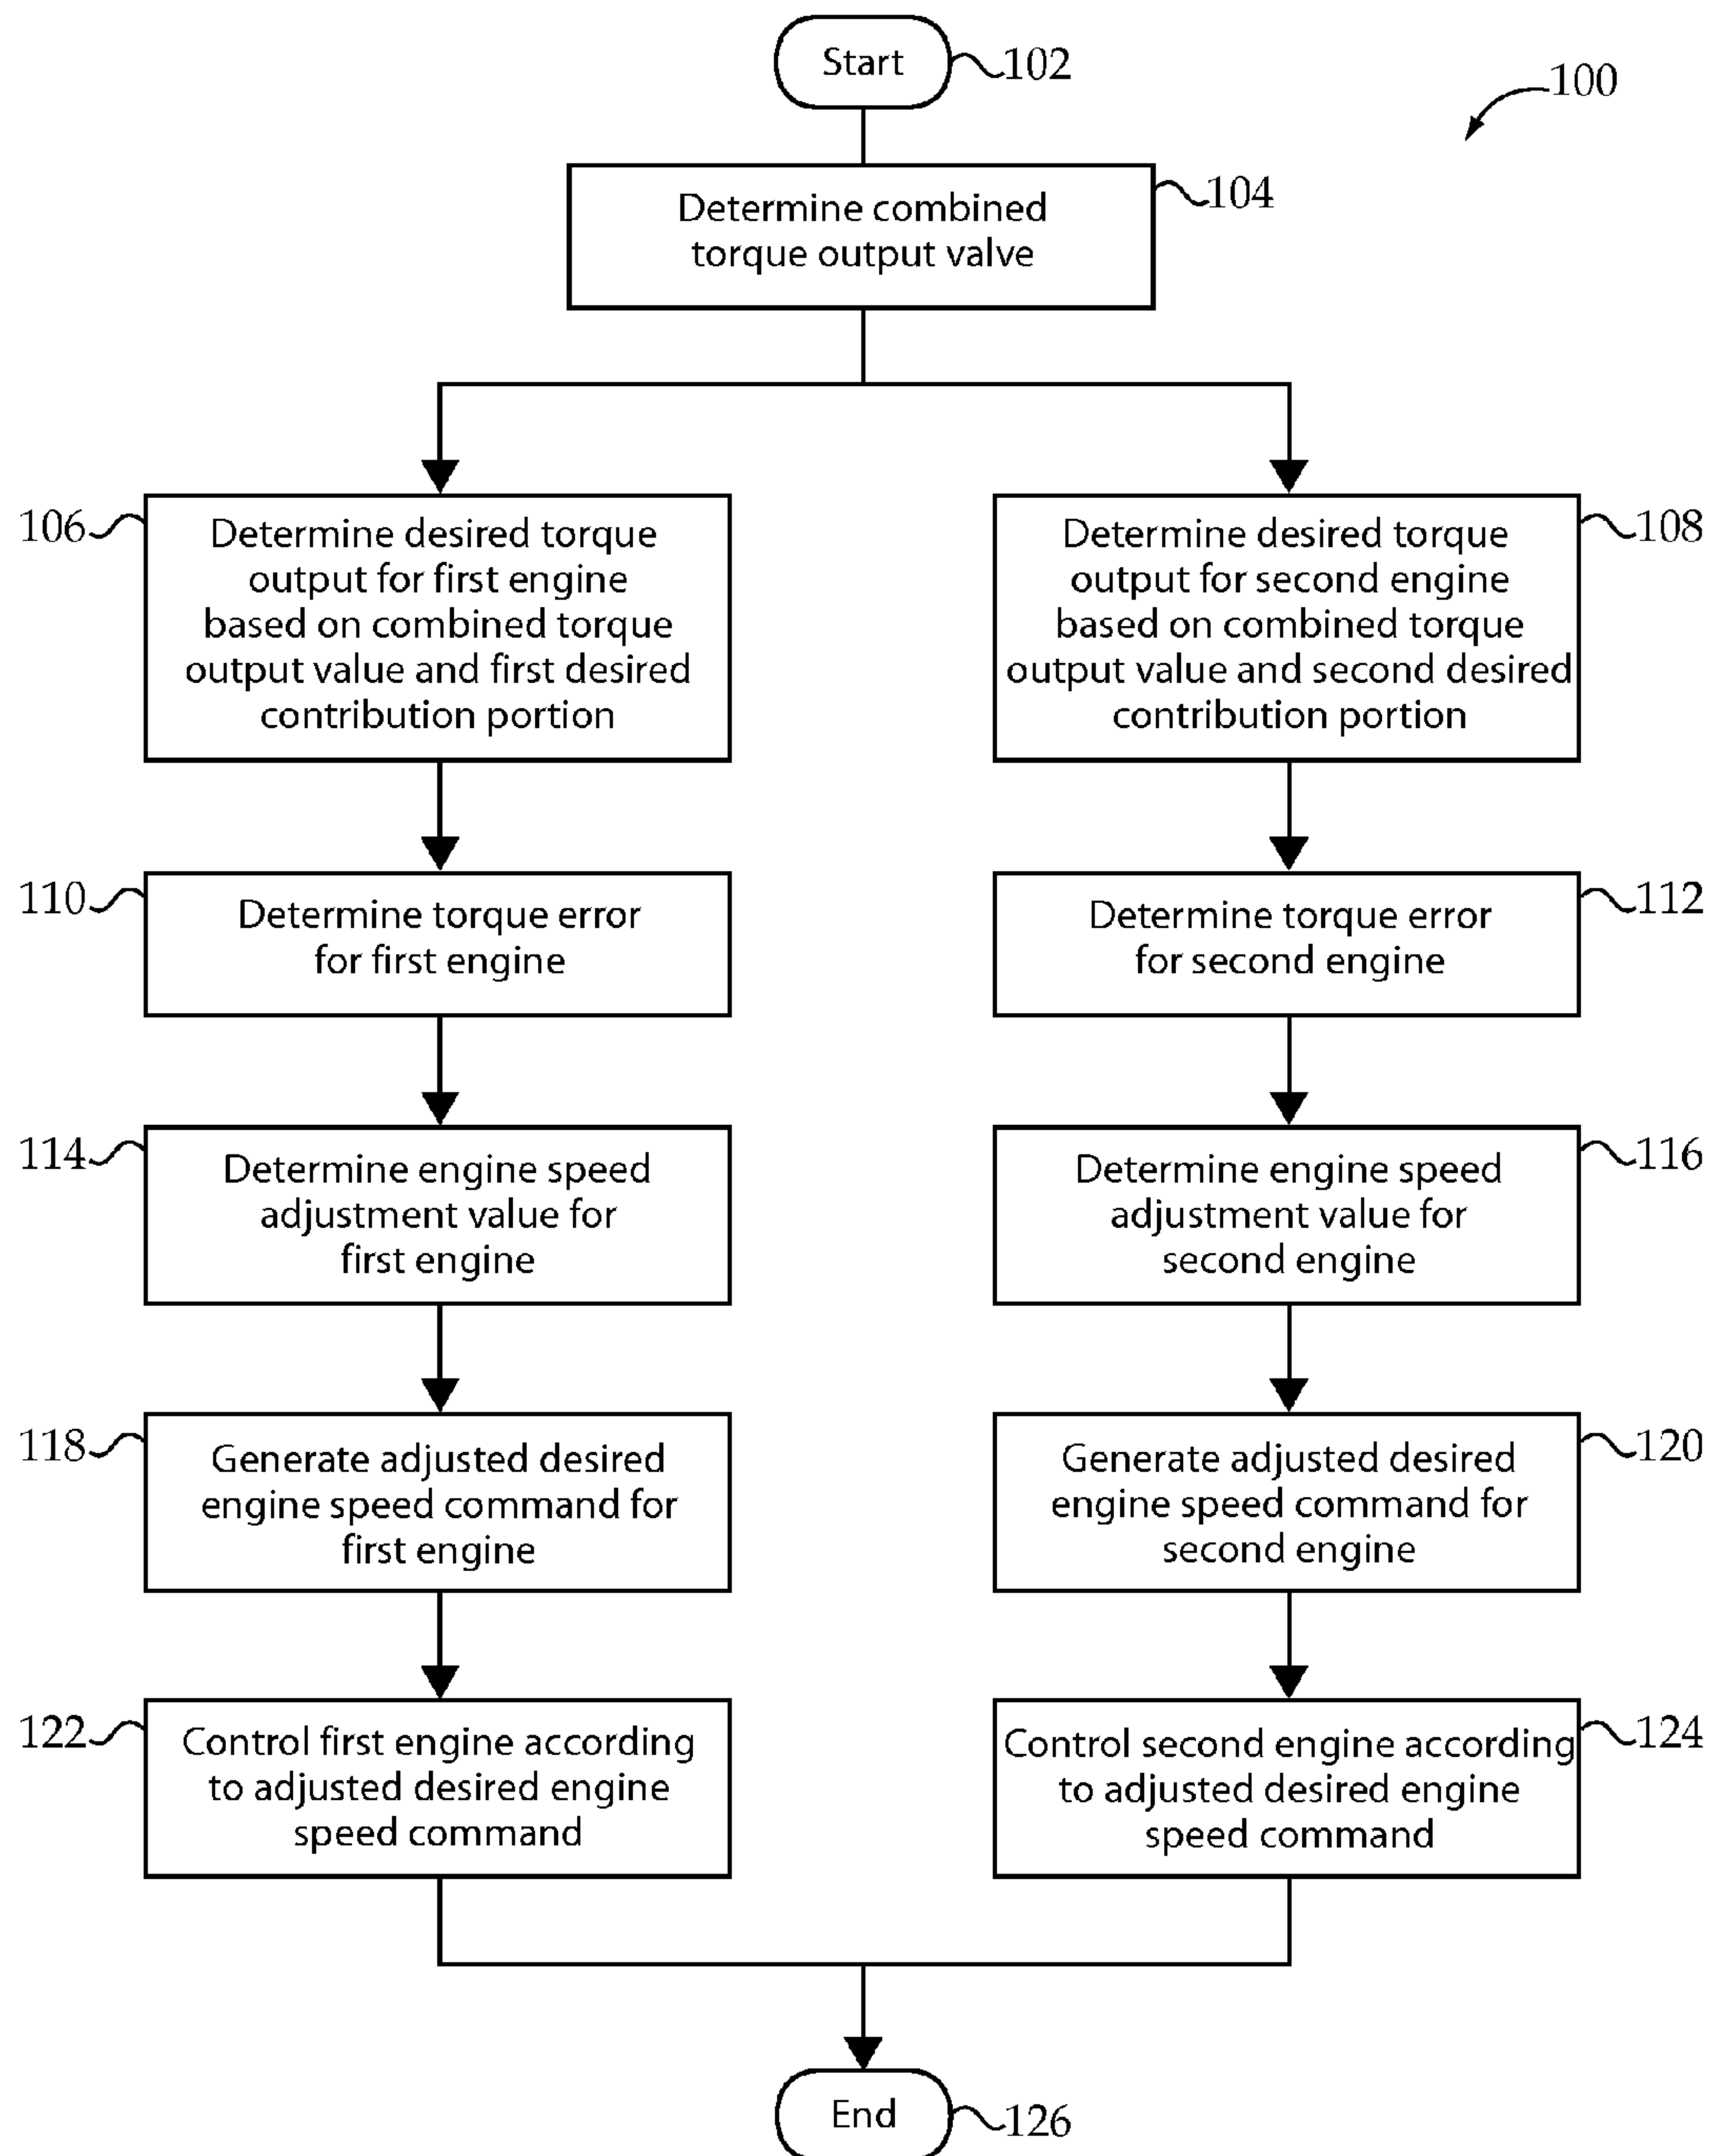 Start
102
100
Determine combined
torque output valve
104
106
Determine desired torque
output for first engine
based on combined torque
output value and first desired
contribution portion
Determine desired torque
output for second engine
based on combined torque
output value and second desired
contribution portion
108
110
Determine torque error
for first engine
Determine torque error
for second engine
112
114
Determine engine speed
adjustment value for
first engine
Determine engine speed
adjustment value for
second engine
116
118
Generate adjusted desired
engine speed command for
first engine
Generate adjusted desired
engine speed command for
second engine
120
122
Control first engine according
to adjusted desired engine
speed command
Control second engine according
to adjusted desired engine
speed command
124
End
126